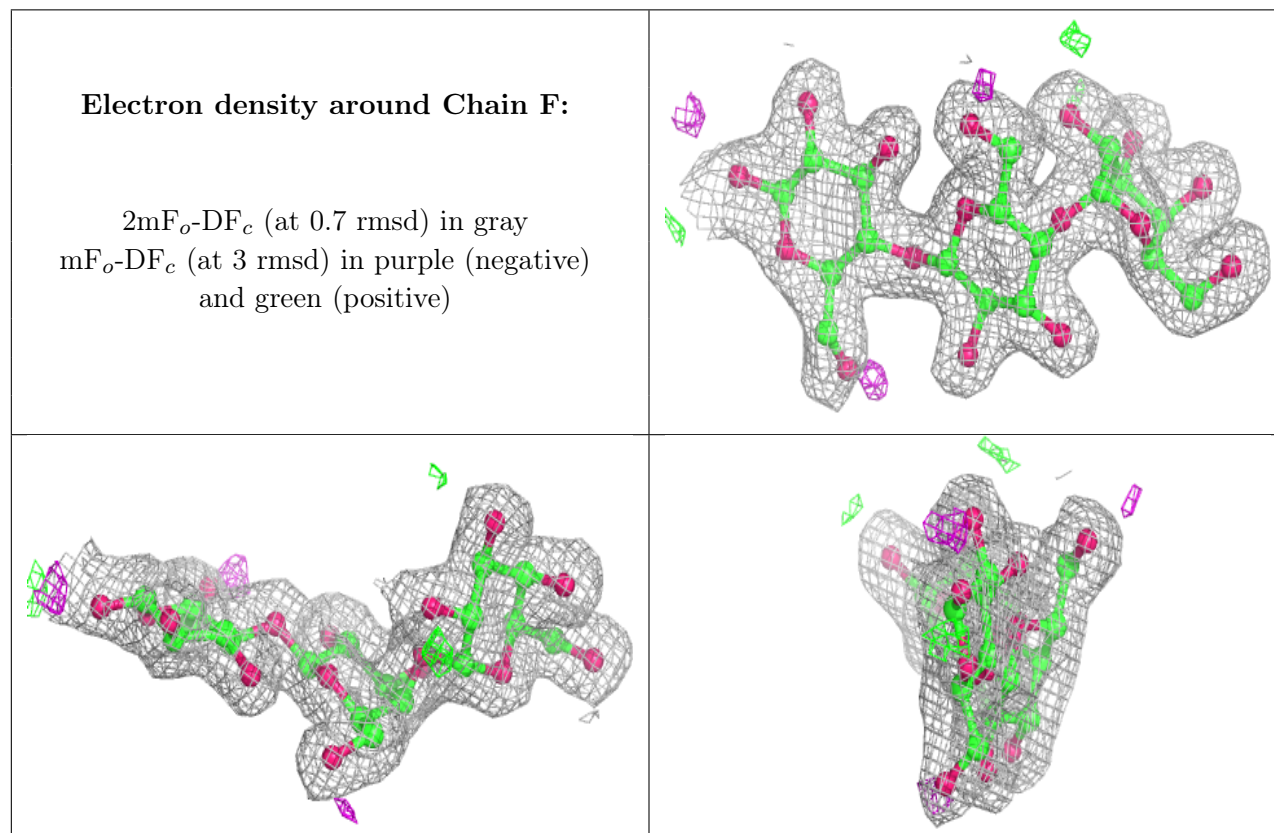 Electron density around Chain F:
2mFo-DFc (at 0.7 rmsd) in gray
mFo-DFc (at 3 rmsd) in purple (negative)
and green (positive)